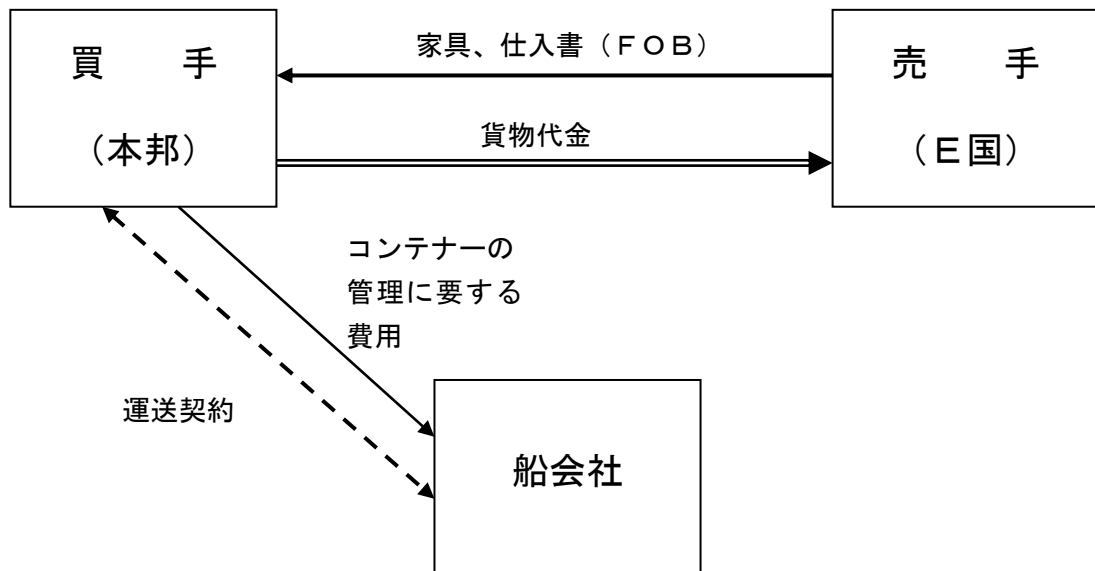 買　　手
（本邦）
家具、仕入書（ＦＯＢ）
貨物代金
売　　手
（Ｅ国）
コンテナーの
管理に要する
費用
運送契約
船会社